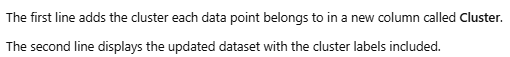 The first line adds the cluster each data point belongs to in a new column called Cluster.
The second line displays the updated dataset with the cluster labels included.